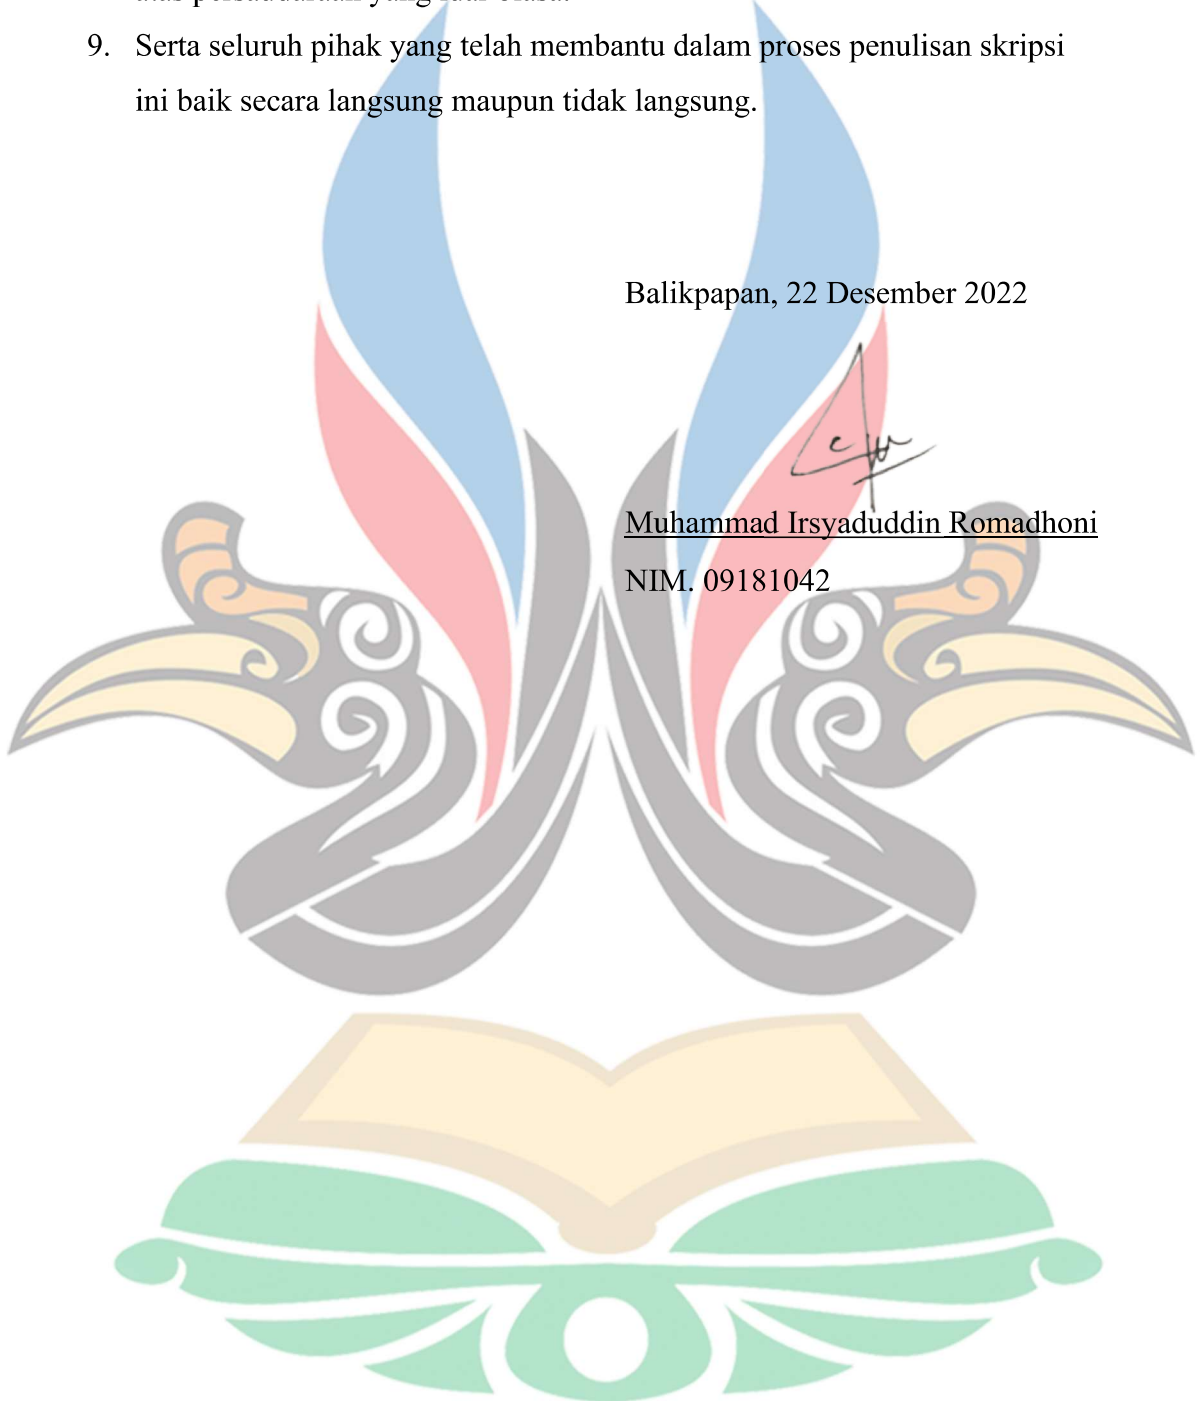 9. Serta seluruh pihak yang telah membantu dalam proses penulisan skripsi
ini baik secara langsung maupun tidak langsung.
Balikpapan, 22 Desember 2022
Muhammad Irsyaduddin Romadhoni
NIM. 09181042